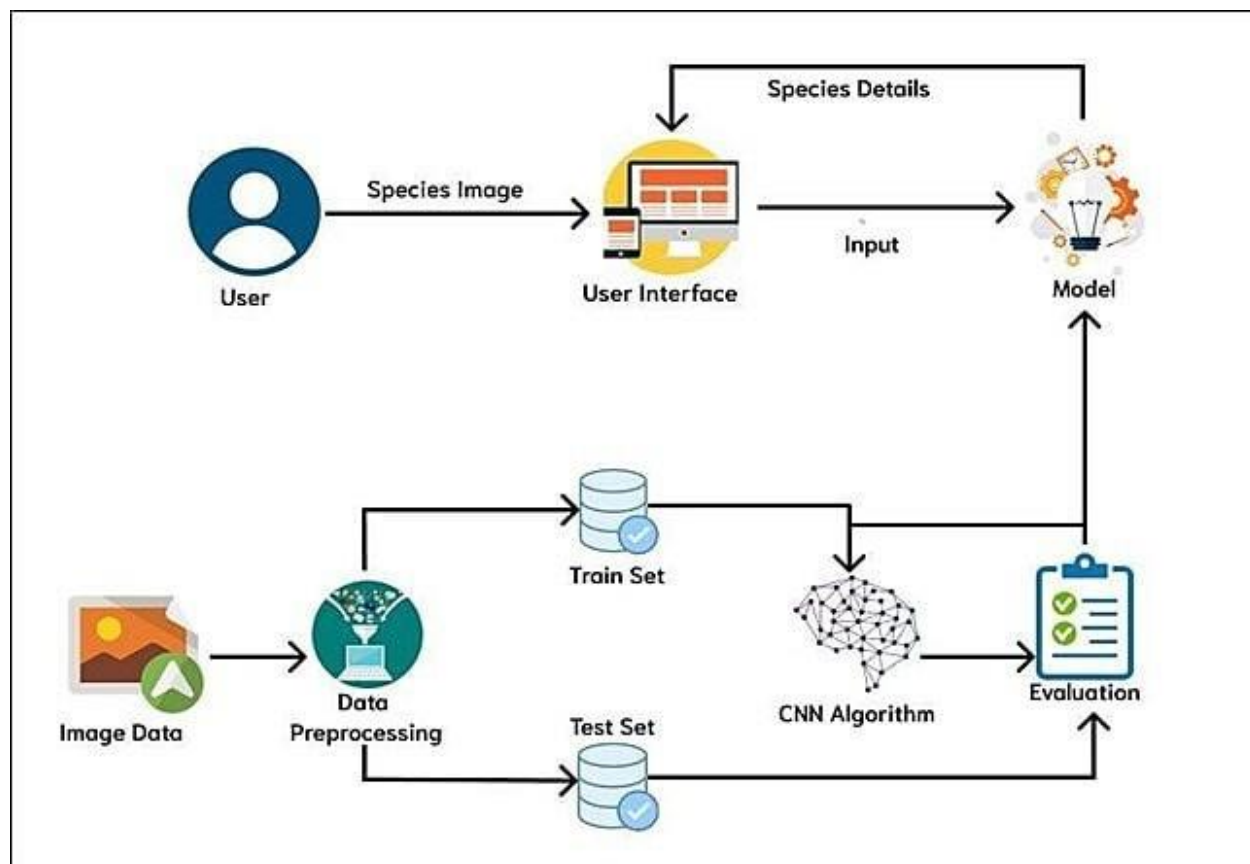 Species Details
Species Image
Input
User
User Interface
Model
Train Set
Image Data
Data
Preprocessing
Test Set
CNN Algorithm
Evaluation